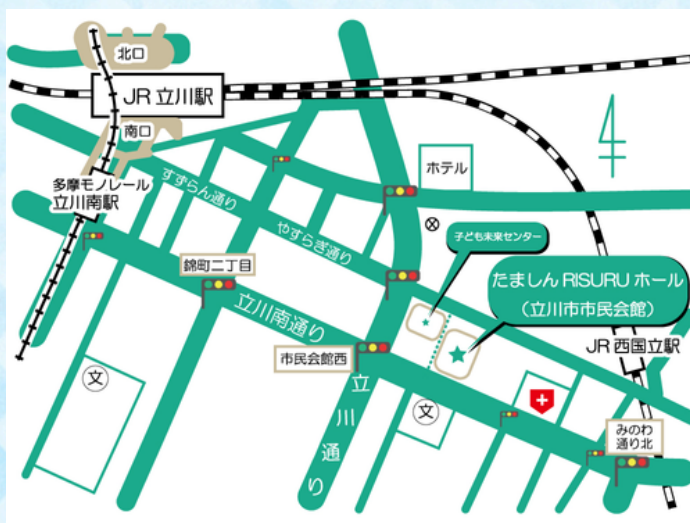 北口
JR 立川駅
南口
多摩モノレール
立川南駅
すずらん通り
やすらぎ通り
ホテル
子ども未来センター
たましん RISURU ホール
（立川市市民会館）
錦町二丁目
立川南通り
市民会館西
立川通り
JR 西国立駅
文
文
みのわ
通り北